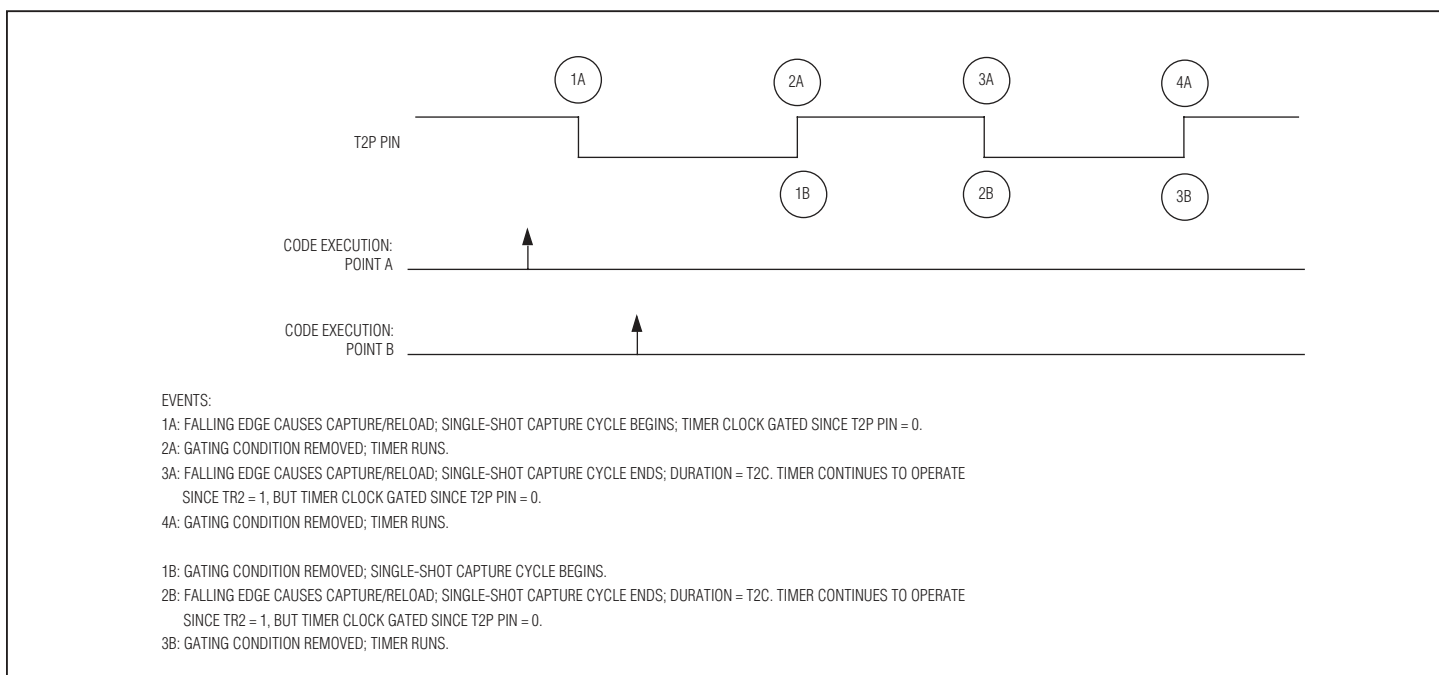 1A
2A
3A
4A
T2P PIN
1B
2B
3B
CODE EXECUTION:
POINT A
CODE EXECUTION:
POINT B
EVENTS:
1A: FALLING EDGE CAUSES CAPTURE/RELOAD; SINGLE-SHOT CAPTURE CYCLE BEGINS; TIMER CLOCK GATED SINCE T2P PIN = 0.
2A: GATING CONDITION REMOVED; TIMER RUNS.
3A: FALLING EDGE CAUSES CAPTURE/RELOAD; SINGLE-SHOT CAPTURE CYCLE ENDS; DURATION = T2C. TIMER CONTINUES TO OPERATE
SINCE TR2 = 1, BUT TIMER CLOCK GATED SINCE T2P PIN = 0.
4A: GATING CONDITION REMOVED; TIMER RUNS.
1B: GATING CONDITION REMOVED; SINGLE-SHOT CAPTURE CYCLE BEGINS.
2B: FALLING EDGE CAUSES CAPTURE/RELOAD; SINGLE-SHOT CAPTURE CYCLE ENDS; DURATION = T2C. TIMER CONTINUES TO OPERATE
SINCE TR2 = 1, BUT TIMER CLOCK GATED SINCE T2P PIN = 0.
3B: GATING CONDITION REMOVED; TIMER RUNS.